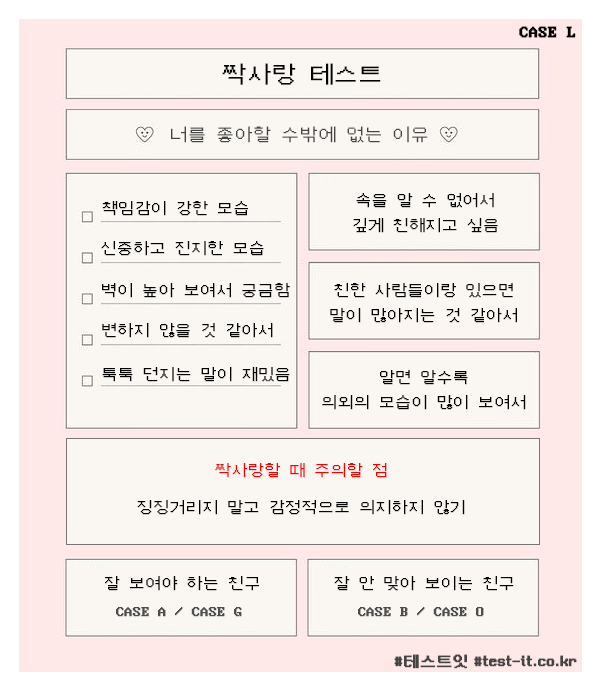 CASE L
짝사랑 테스트
너를 좋아할 수밖에 없는 이유
책임감이 강한 모습
신중하고 진지한 모습
벽이 높아 보여서 궁금함
변하지 않을 것 같아서
툭툭 던지는 말이 재밌음
속을 알 수 없어서
깊게 친해지고 싶음
친한 사람들이랑 있으면
말이 많아지는 것 같아서
알면 알수록
의외의 모습이 많이 보여서
짝사랑할 때 주의할 점
징징거리지 말고 감정적으로 의지하지 않기
잘 보여야 하는 친구
CASE A / CASE G
잘 안 맞아 보이는 친구
CASE B / CASE O
#테스트잇 #test-it.co.kr